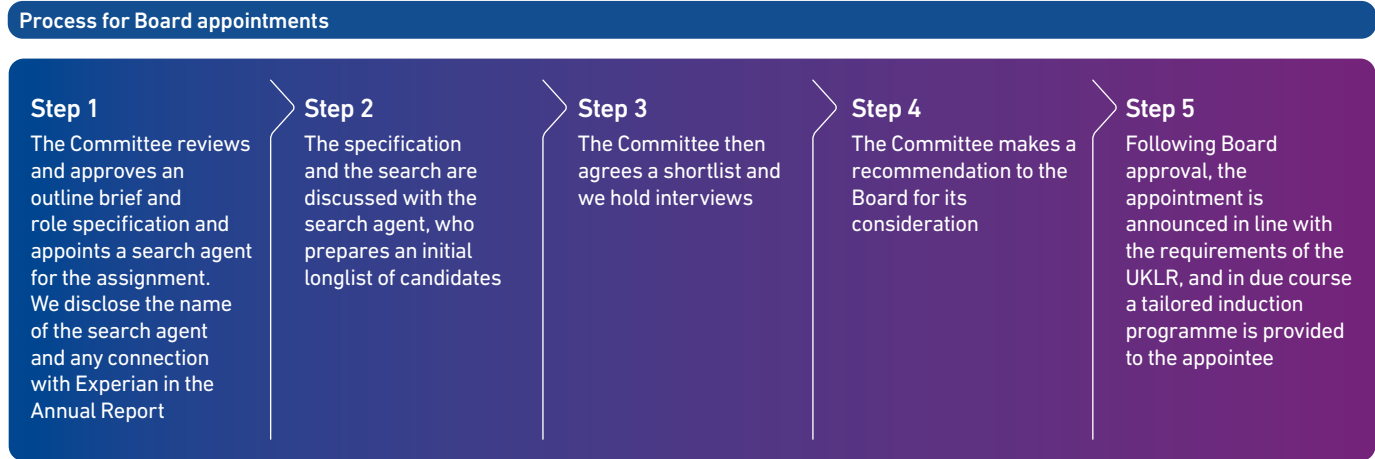 Process for Board appointments
Step 1
The Committee reviews
and approves an
outline brief and
role specification and
appoints a search agent
for the assignment.
We disclose the name
of the search agent
and any connection
with Experian in the
Annual Report
Step 2
The specification
and the search are
discussed with the
search agent, who
prepares an initial
longlist of candidates
Step 3
The Committee then
agrees a shortlist and
we hold interviews
Step 4
The Committee makes a
recommendation to the
Board for its
consideration
Step 5
Following Board
approval, the
appointment is
announced in line with
the requirements of the
UKLR, and in due course
a tailored induction
programme is provided
to the appointee